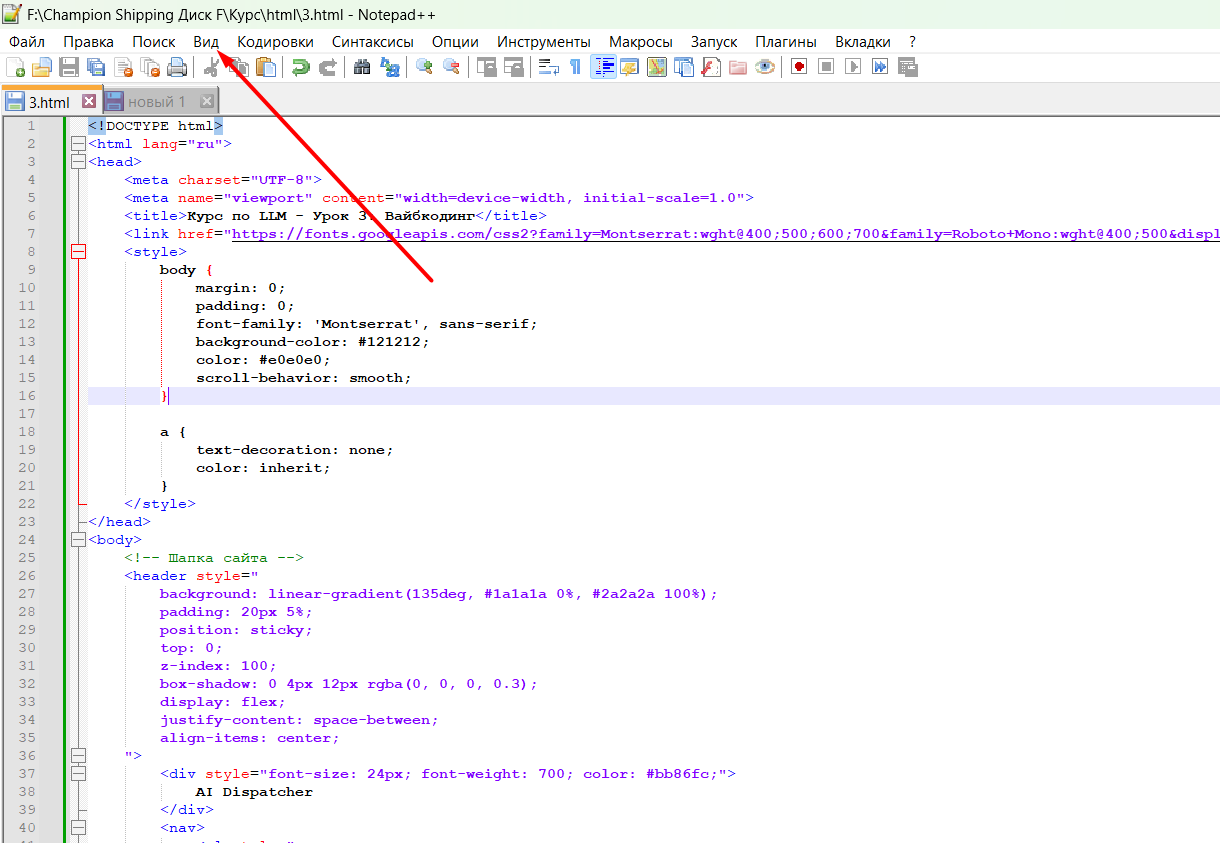 F:\Champion Shipping Диск F\Курс\html\3.html - Notepad++
Файл Правка Поиск Вид Кодировки Синтаксисы Опции Инструменты Макросы Запуск Плагины Вкладки ?
3.html новый 1
1 <!DOCTYPE html>
2 <html lang="ru">
3 <head>
4 <meta charset="UTF-8">
5 <meta name="viewport" content="width=device-width, initial-scale=1.0">
6 <title>Курс по LLM - Урок 3. Вайбкодинг</title>
7 <link href="https://fonts.googleapis.com/css2?family=Montserrat:wght@400;500;600;700&family=Roboto+Mono:wght@400;500&displ
8 <style>
9 body {
10 margin: 0;
11 padding: 0;
12 font-family: 'Montserrat', sans-serif;
13 background-color: #121212;
14 color: #e0e0e0;
15 scroll-behavior: smooth;
16 }
17
18 a {
19 text-decoration: none;
20 color: inherit;
21 }
22 </style>
23 </head>
24 <body>
25 <!-- Шапка сайта -->
26 <header style="
27 background: linear-gradient(135deg, #1a1a1a 0%, #2a2a2a 100%);
28 padding: 20px 5%;
29 position: sticky;
30 top: 0;
31 z-index: 100;
32 box-shadow: 0 4px 12px rgba(0, 0, 0, 0.3);
33 display: flex;
34 justify-content: space-between;
35 align-items: center;
36 ">
37 <div style="font-size: 24px; font-weight: 700; color: #bb86fc;">
38 AI Dispatcher
39 </div>
40 <nav>